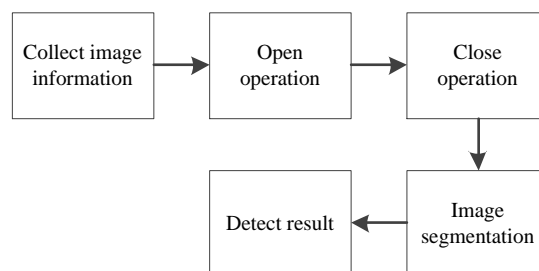 Collect image
information
Open
operation
Close
operation
Image
segmentation
Detect result